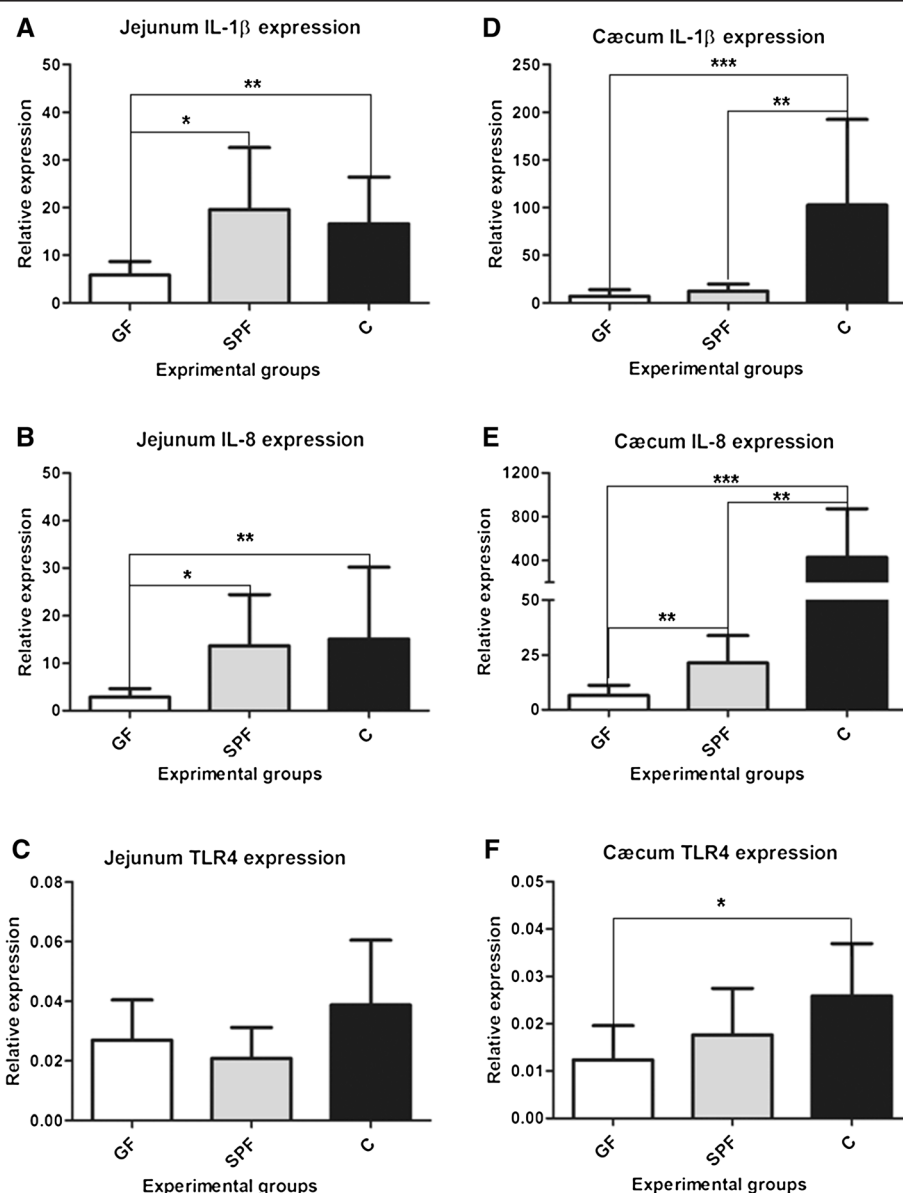 A
Jejunum IL-1β expression
Relative expression
50
40
30
20
10
0
**
*
GF
SPF
C
Exprimental groups
D
Cæcum IL-1β expression
Relative expression
250
200
150
100
50
0
***
**
GF
SPF
C
Experimental groups
B
Jejunum IL-8 expression
Relative expression
50
40
30
20
10
0
**
*
GF
SPF
C
Exprimental groups
E
Cæcum IL-8 expression
Relative expression
1200
800
400
50
25
0
***
**
**
GF
SPF
C
Experimental groups
C
Jejunum TLR4 expression
Relative expression
0.08
0.06
0.04
0.02
0.00
GF
SPF
C
Experimental groups
F
Cæcum TLR4 expression
Relative expression
0.05
0.04
0.03
0.02
0.01
0.00
*
GF
SPF
C
Experimental groups